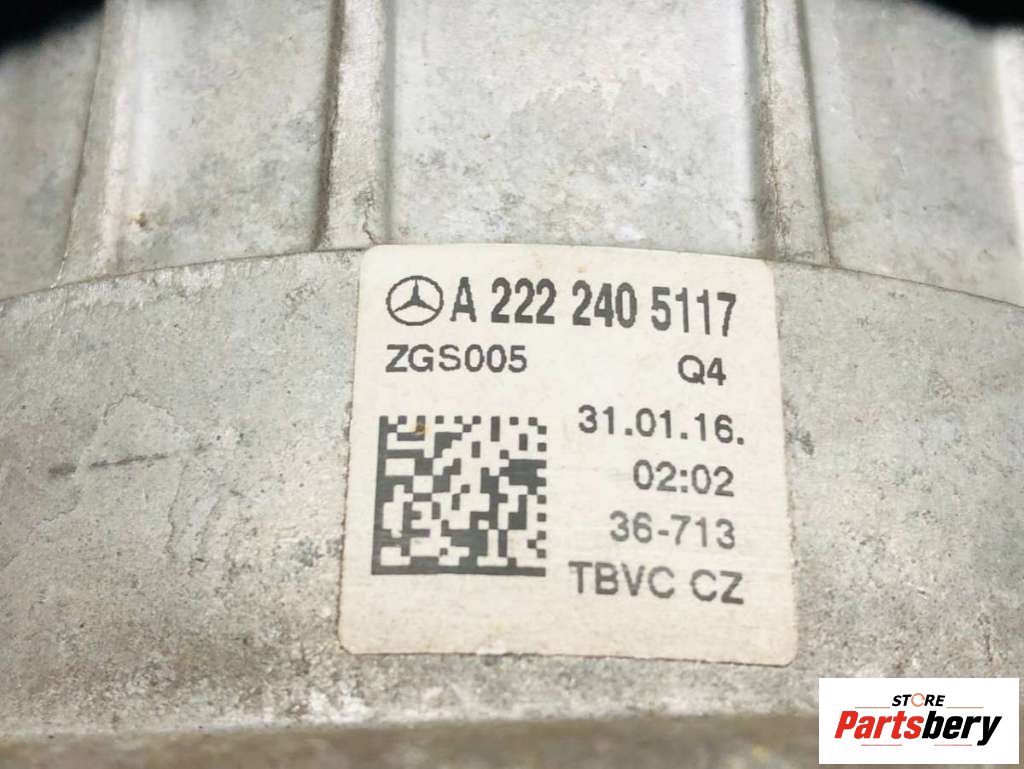 A 222 240 5117
ZGS005 Q4
31.01.16.
02:02
36-713
TBVC CZ
STORE
Partsbery